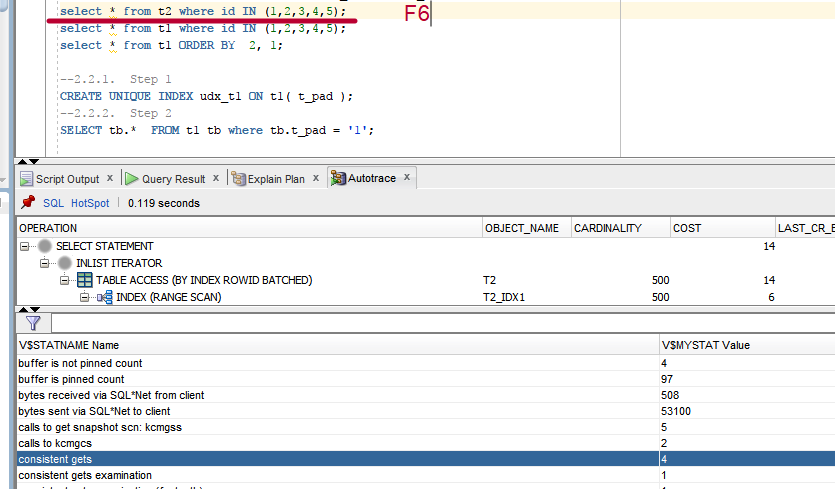 select * from t2 where id IN (1,2,3,4,5);
F6
select * from t1 where id IN (1,2,3,4,5);
select * from t1 ORDER BY 2, 1;
--2.2.1. Step 1
CREATE UNIQUE INDEX udx_t1 ON t1( t_pad );
--2.2.2. Step 2
SELECT tb.* FROM t1 tb where tb.t_pad = '1';
Script Output x Query Result x Explain Plan x Autotrace x
SQL HotSpot 0.119 seconds
OPERATION OBJECT_NAME CARDINALITY COST
SELECT STATEMENT 14
INLIST ITERATOR
TABLE ACCESS (BY INDEX ROWID BATCHED) T2 500 14
INDEX (RANGE SCAN) T2_IDX1 500 6
V$STATNAME Name V$MYSTAT Value
buffer is not pinned count 4
buffer is pinned count 97
bytes received via SQL*Net from client 508
bytes sent via SQL*Net to client 53100
calls to get snapshot scn: kcmgss 5
calls to kcmgcs 2
consistent gets 4
consistent gets examination 1